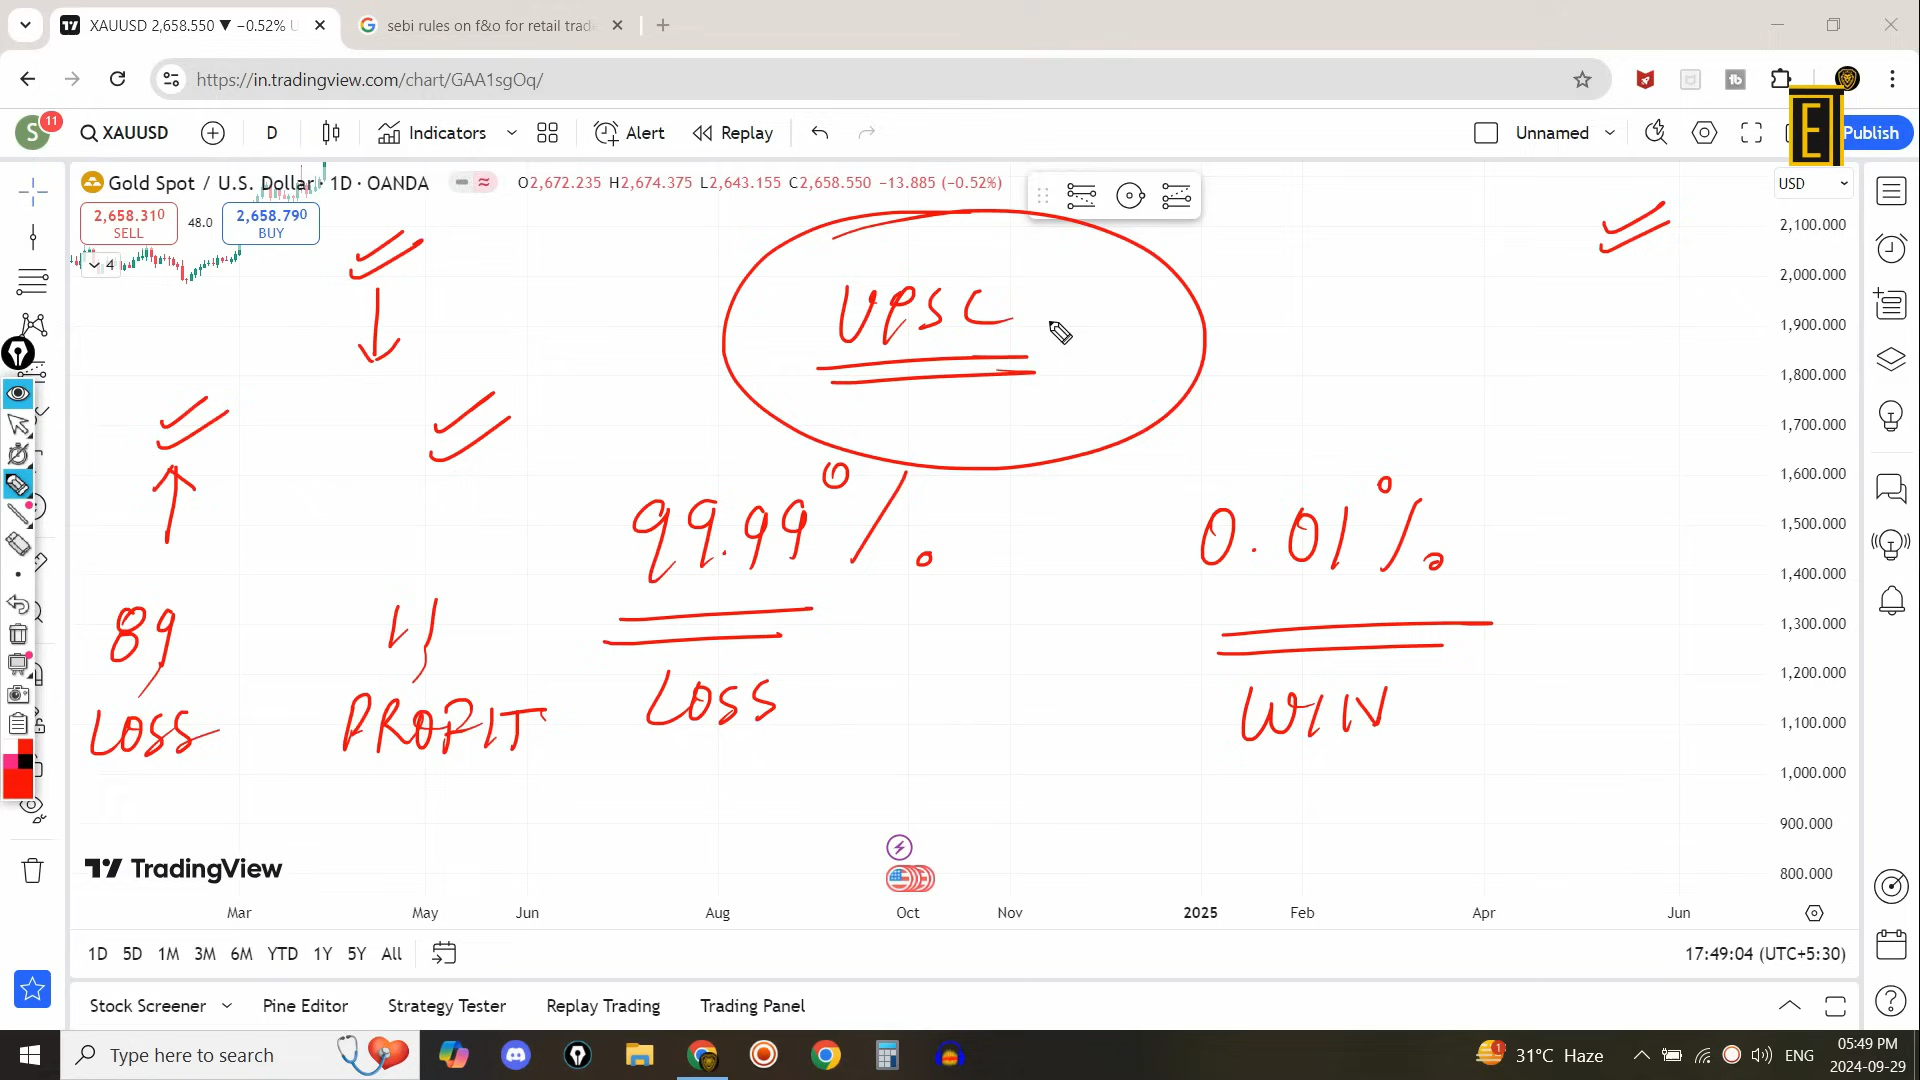 XAUUSD 2,658.550 ▼ −0.52% U
sebi rules on f&o for retail trad
https://in.tradingview.com/chart/GAA1sgOq/
S 11 XAUUSD D Indicators Alert Replay Unnamed Publish
E
Gold Spot / U.S. Dollar · 1D · OANDA O2,672.235 H2,674.375 L2,643.155 C2,658.550 −13.885 (−0.52%)
USD
2,658.310 SELL 48.0 2,658.790 BUY
4
2,100.000
2,000.000
1,900.000
1,800.000
1,700.000
1,600.000
1,500.000
1,400.000
1,300.000
1,200.000
1,100.000
1,000.000
900.000
800.000
UPSC
99.99% 0.01%
89
LOSS PROFIT LOSS WIN
TradingView
Mar May Jun Aug Oct Nov 2025 Feb Apr Jun
1D 5D 1M 3M 6M YTD 1Y 5Y All 17:49:04 (UTC+5:30)
Stock Screener Pine Editor Strategy Tester Replay Trading Trading Panel
Type here to search 31°C Haze ENG 05:49 PM
2024-09-29